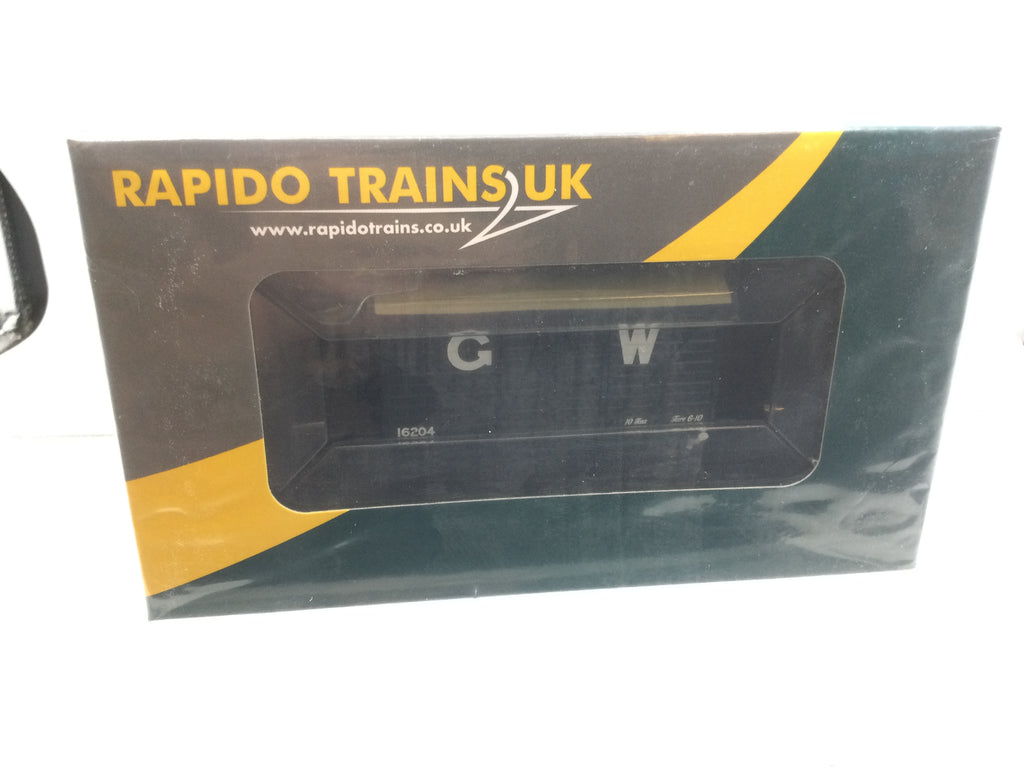 RAPIDO TRAINS UK
www.rapidotrains.co.uk
G W
16204
10 Tons Tare 6-10